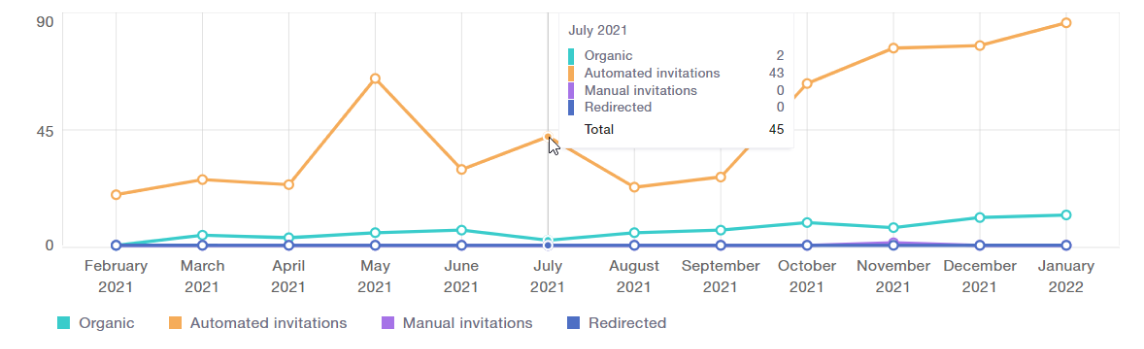 90
45
0
July 2021
Organic 2
Automated invitations 43
Manual invitations 0
Redirected 0
Total 45
February March April May June July August September October November December January
2021 2021 2021 2021 2021 2021 2021 2021 2021 2021 2021 2022
Organic Automated invitations Manual invitations Redirected